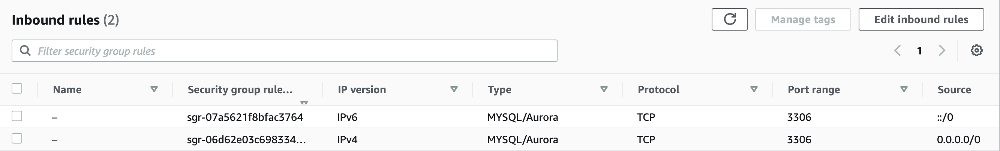 Inbound rules (2)
Manage tags
Edit inbound rules
Filter security group rules
1
Name Security group rule... IP version Type Protocol Port range Source
– sgr-07a5621f8bfac3764 IPv6 MYSQL/Aurora TCP 3306 ::/0
– sgr-06d62e03c698334... IPv4 MYSQL/Aurora TCP 3306 0.0.0.0/0